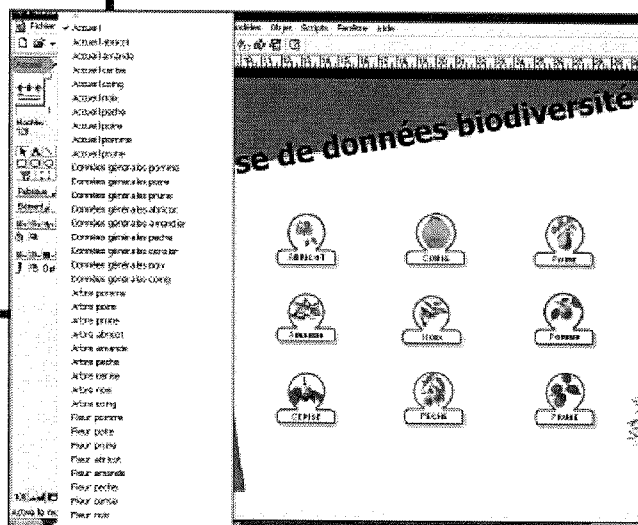 Fichier
Modèles Objet Scripts Fenêtre Aide
Accueil
Accueil abricot
Accueil amande
Accueil cerise
Accueil coing
Accueil noix
Accueil peche
Accueil poire
Accueil pomme
Accueil prune
Données générales pomme
Données générales poire
Données générales prune
Données générales abricot
Données générales amandier
Données générales peche
Données générales cerisier
Données générales noix
Données générales coing
Arbre pomme
Arbre poire
Arbre prune
Arbre abricot
Arbre amande
Arbre peche
Arbre cerise
Arbre noix
Arbre coing
Fleur pomme
Fleur poire
Fleur prune
Fleur abricot
Fleur amande
Fleur peche
Fleur cerise
Fleur noix
se de données biodiversité
ABRICOT
COING
POIRE
AMANDE
NOIX
POMME
CERISE
PECHE
PRUNE